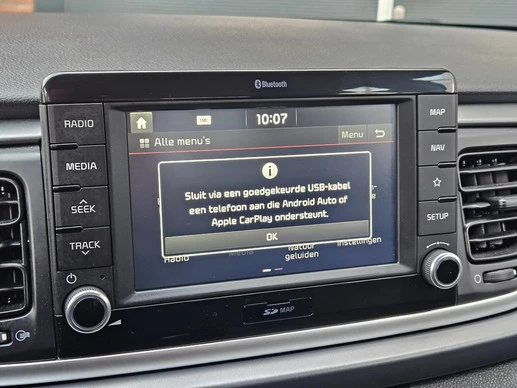 Bluetooth
RADIO
MEDIA
SEEK
TRACK
MAP
NAV
SETUP
TMC
10:07
Alle menu's
Menu
Sluit via een goedgekeurde USB-kabel
een telefoon aan die Android Auto of
Apple CarPlay ondersteunt.
OK
Radio
Media
Natuur
geluiden
Instellingen
SD MAP